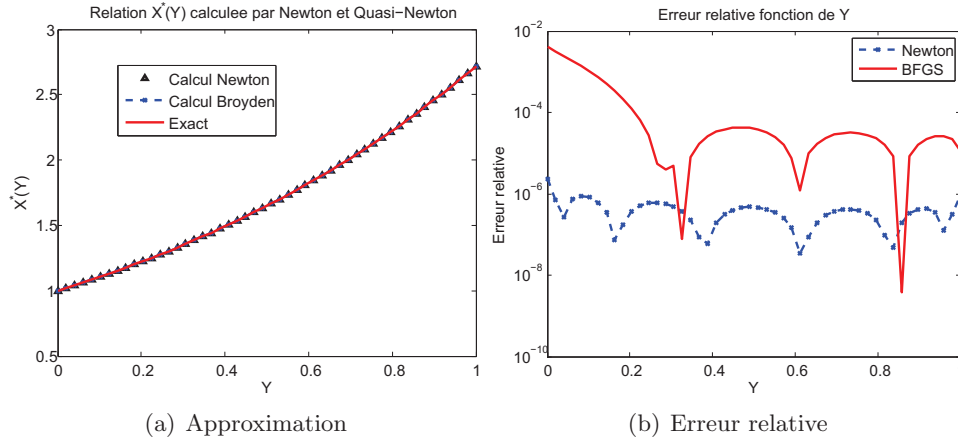 Relation X*(Y) calculee par Newton et Quasi-Newton
3
2.5
2
1.5
1
0.5
X*(Y)
Calcul Newton
Calcul Broyden
Exact
0 0.2 0.4 0.6 0.8 1
Y
(a) Approximation
Erreur relative fonction de Y
10^-2
10^-4
10^-6
10^-8
10^-10
Erreur relative
Newton
BFGS
0 0.2 0.4 0.6 0.8
Y
(b) Erreur relative